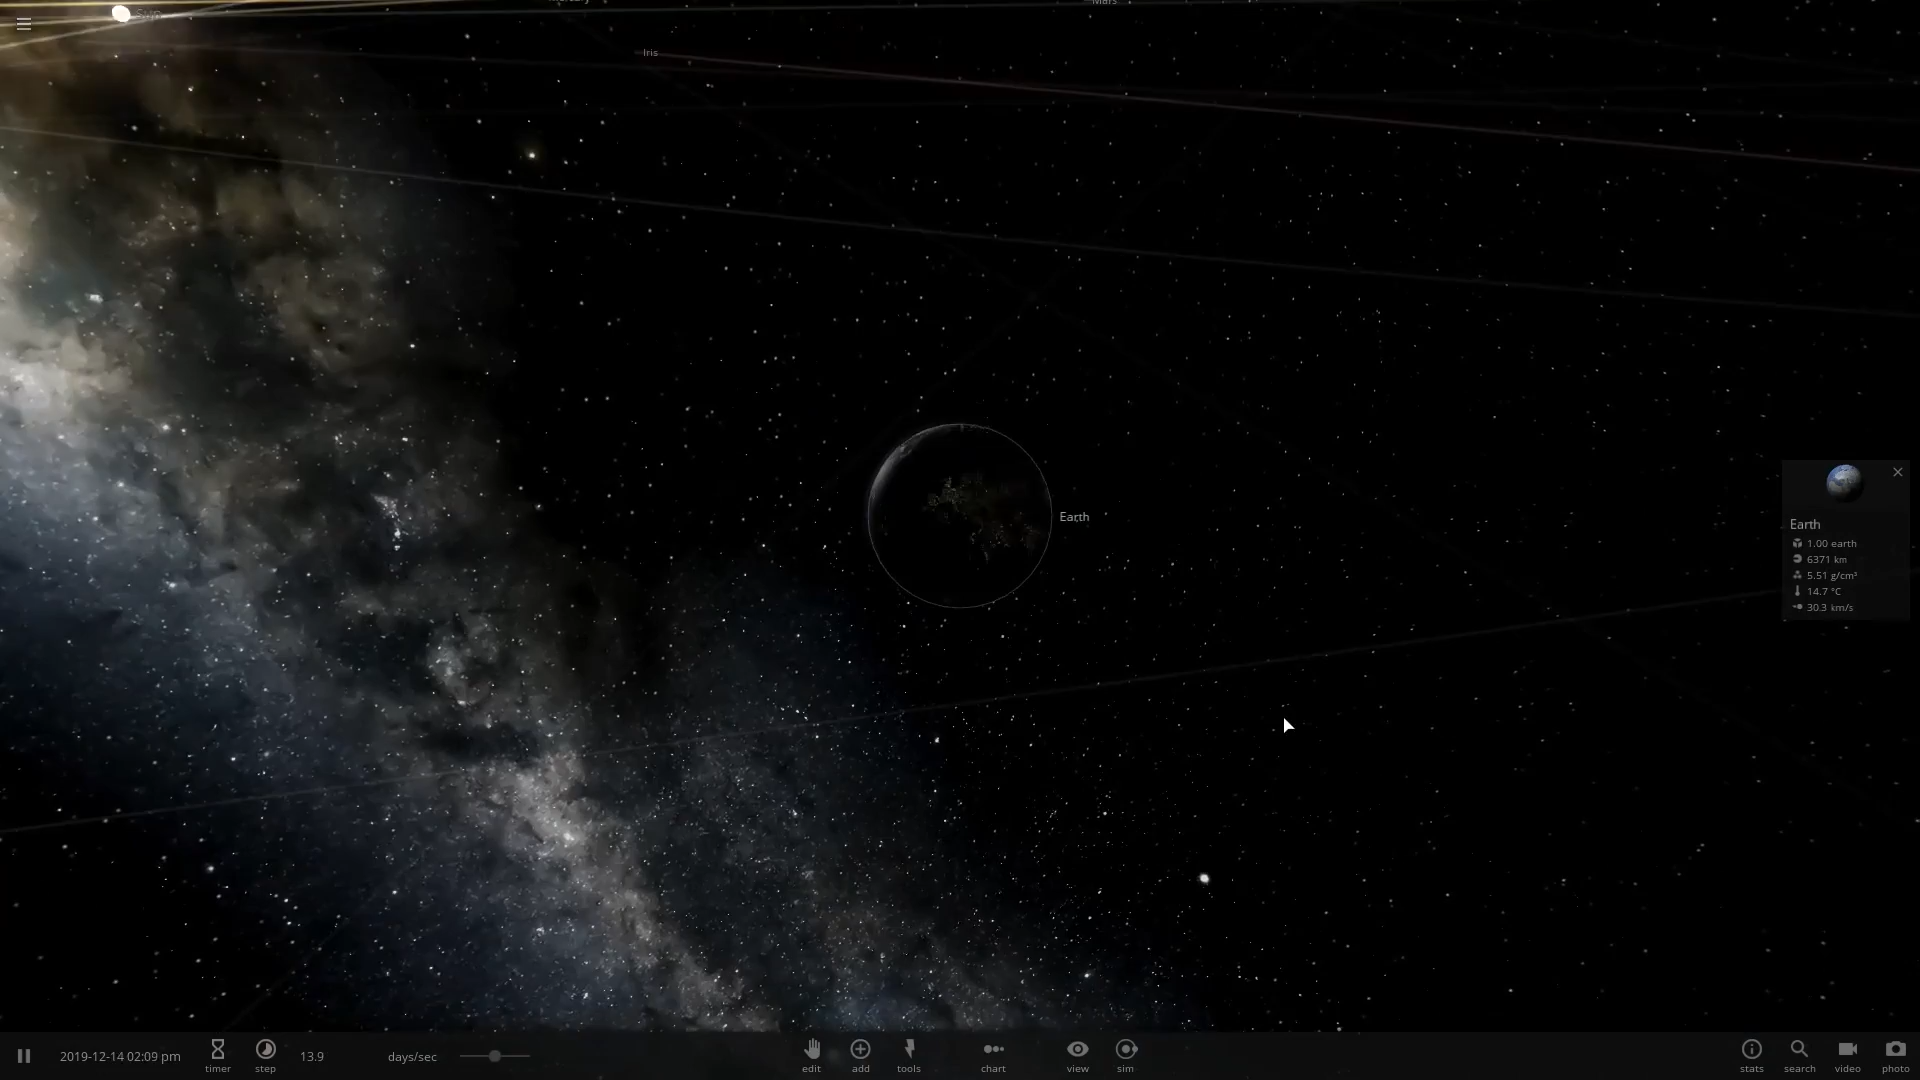 Sun
Mars
Iris
Earth
Earth
1.00 earth
6371 km
5.51 g/cm³
14.7 °C
30.3 km/s
2019-12-14 02:09 pm
timer
step
13.9
days/sec
edit
add
tools
chart
view
sim
stats
search
video
photo